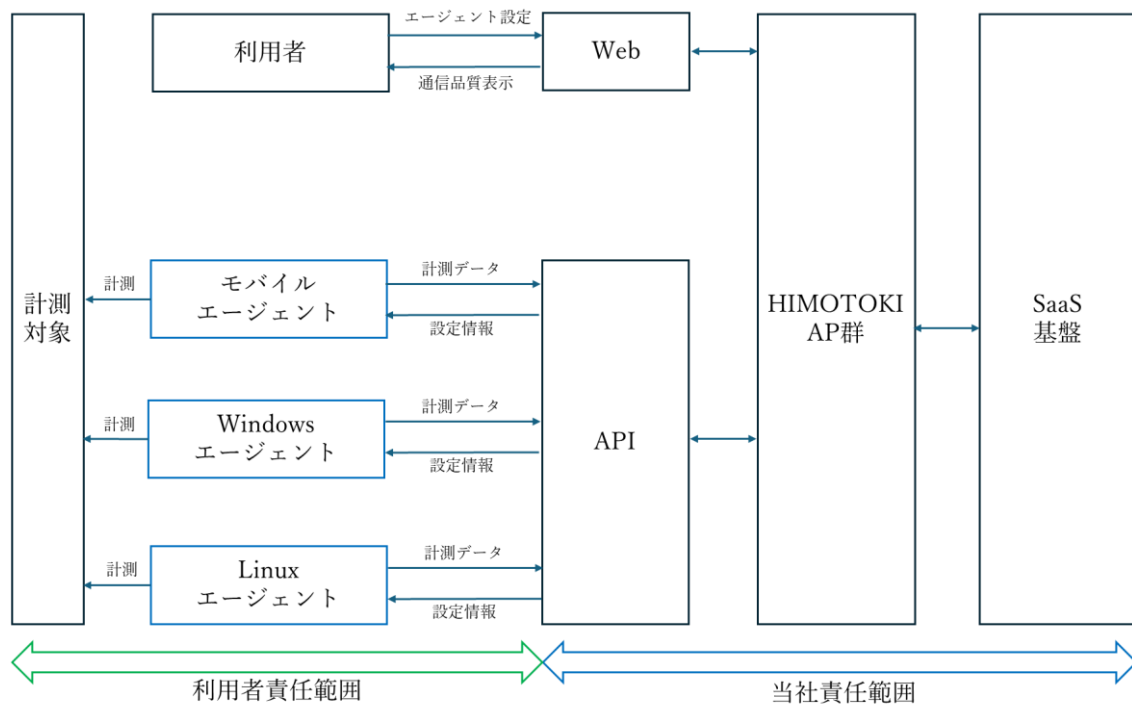 エージェント設定
利用者
Web
通信品質表示
計測
モバイル
エージェント
計測データ
設定情報
計測
対象
HIMOTOKI
AP群
SaaS
基盤
計測
Windows
エージェント
計測データ
設定情報
API
計測
Linux
エージェント
計測データ
設定情報
利用者責任範囲
当社責任範囲